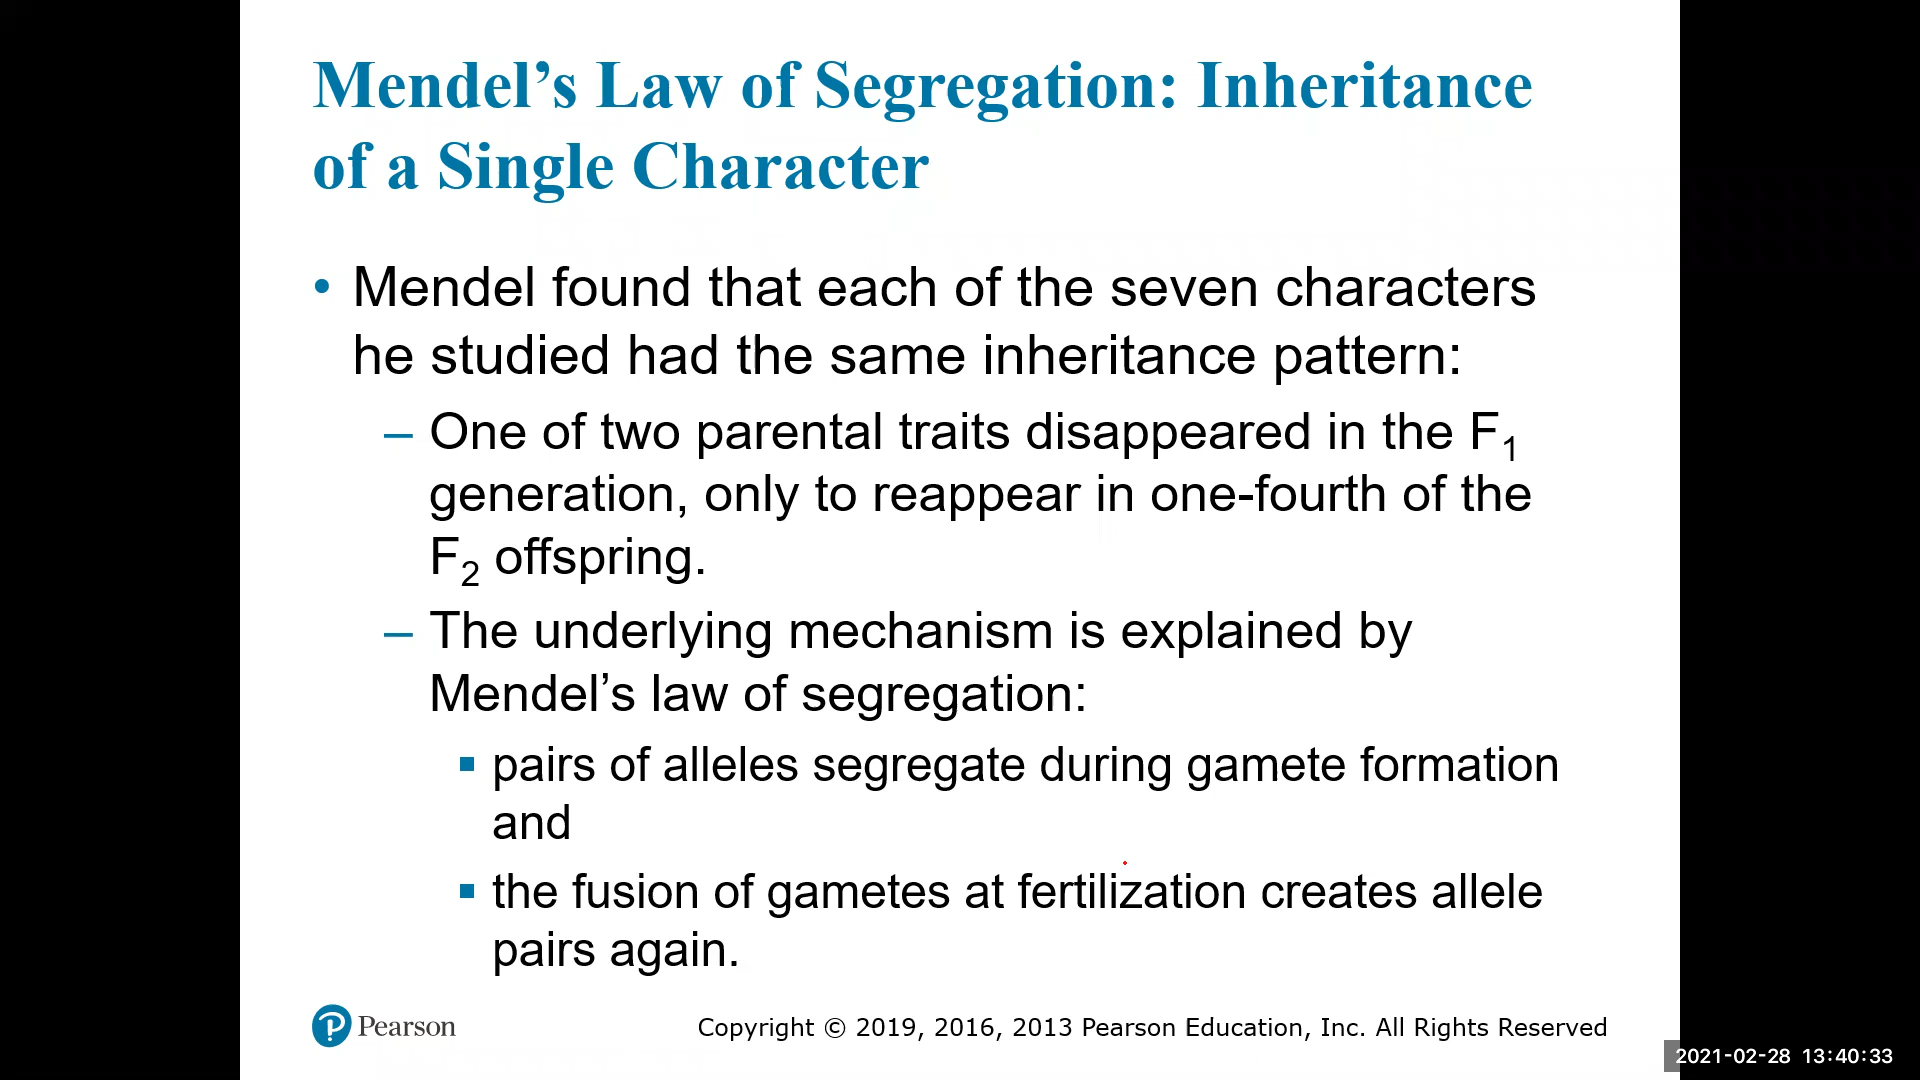 Mendel’s Law of Segregation: Inheritance
of a Single Character
• Mendel found that each of the seven characters
he studied had the same inheritance pattern:
– One of two parental traits disappeared in the F₁
generation, only to reappear in one-fourth of the
F₂ offspring.
– The underlying mechanism is explained by
Mendel’s law of segregation:
▪ pairs of alleles segregate during gamete formation
and
▪ the fusion of gametes at fertilization creates allele
pairs again.
Pearson
Copyright © 2019, 2016, 2013 Pearson Education, Inc. All Rights Reserved
2021-02-28 13:40:33